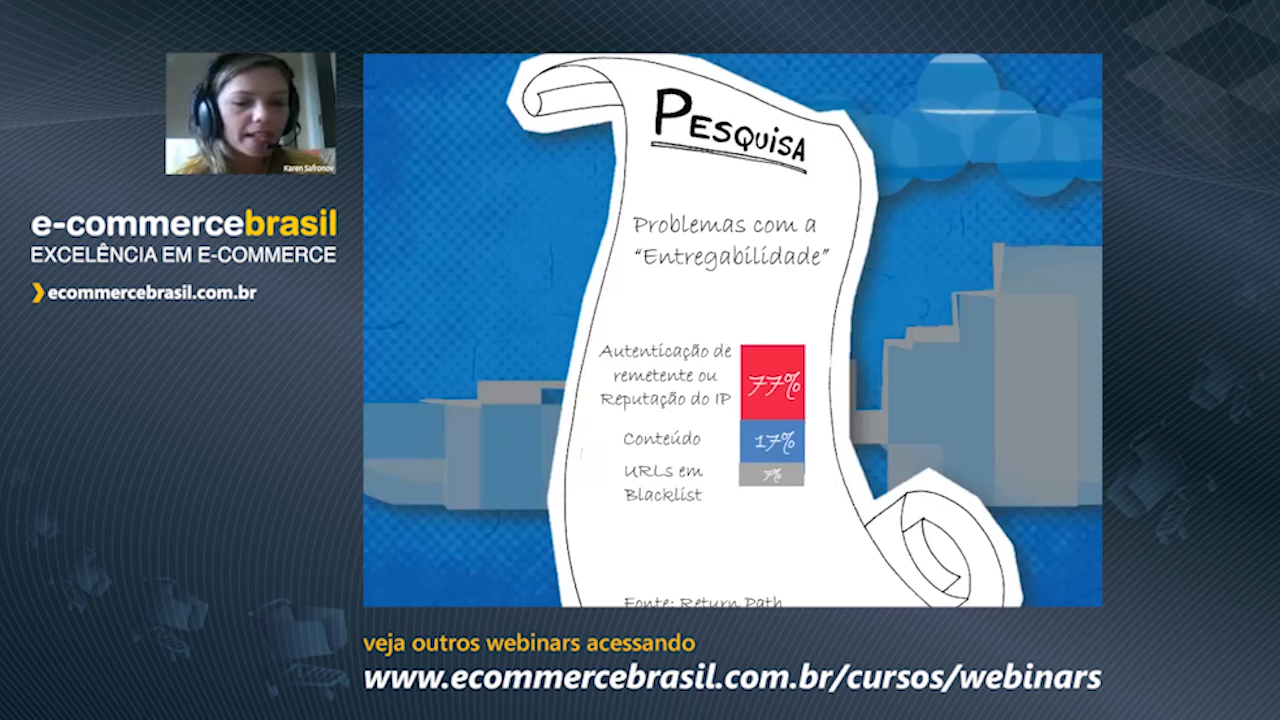 Karen Safronov
e-commercebrasil
EXCELÊNCIA EM E-COMMERCE
ecommercebrasil.com.br
PESQUISA
Problemas com a
“Entregabilidade”
Autenticação de
remetente ou
Reputação do IP
77%
Conteúdo
17%
URLs em
Blacklist
7%
Fonte: Return Path
veja outros webinars acessando
www.ecommercebrasil.com.br/cursos/webinars